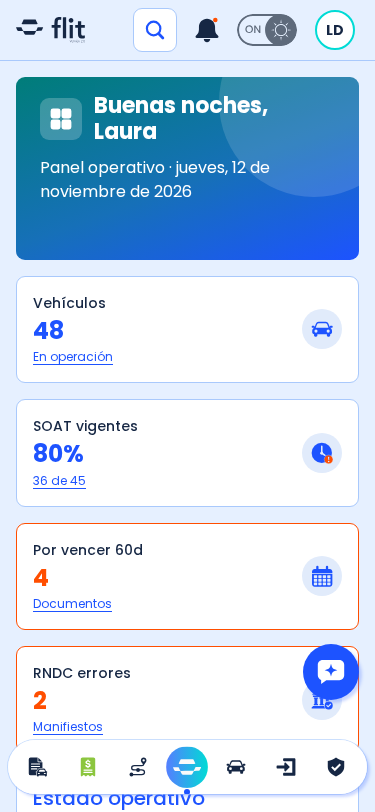 flit
ON
LD
Buenas noches,
Laura
Panel operativo · jueves, 12 de
noviembre de 2026
Vehículos
48
En operación
SOAT vigentes
80%
36 de 45
Por vencer 60d
4
Documentos
RNDC errores
2
Manifiestos
Estado operativo